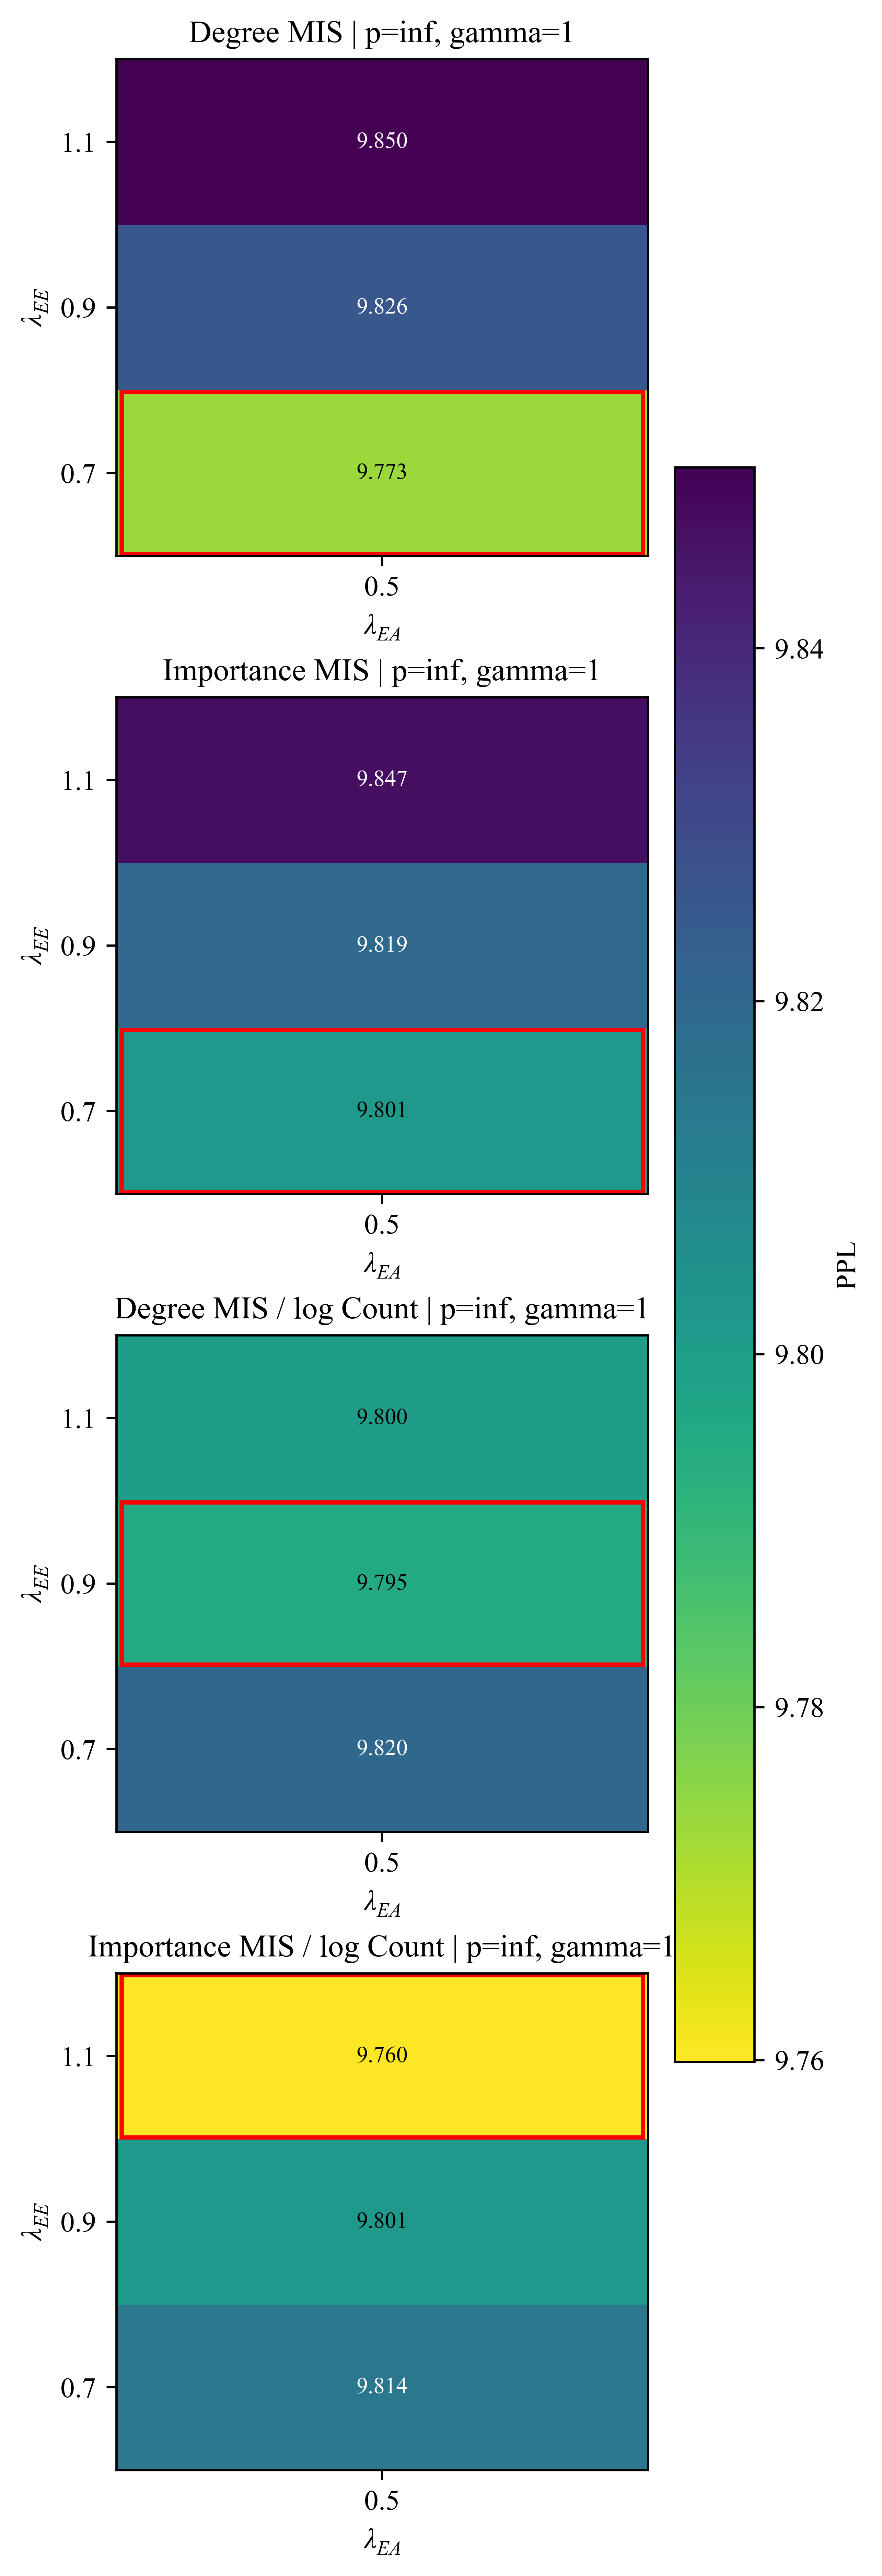 Degree MIS | p=inf, gamma=1
1.1
9.850
λEE
0.9
9.826
0.7
9.773
0.5
λEA
Importance MIS | p=inf, gamma=1
1.1
9.847
λEE
0.9
9.819
0.7
9.801
0.5
λEA
Degree MIS / log Count | p=inf, gamma=1
1.1
9.800
λEE
0.9
9.795
0.7
9.820
0.5
λEA
Importance MIS / log Count | p=inf, gamma=1
1.1
9.760
λEE
0.9
9.801
0.7
9.814
0.5
λEA
9.84
9.82
9.80
9.78
9.76
PPL